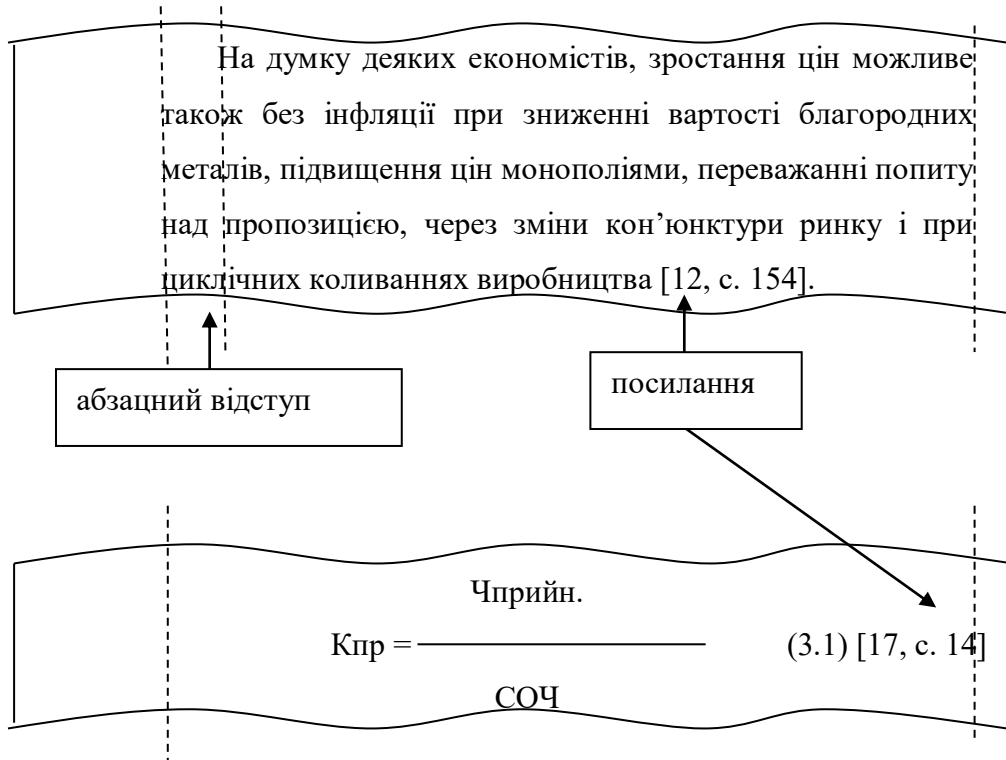 На думку деяких економістів, зростання цін можливе
також без інфляції при зниженні вартості благородних
металів, підвищення цін монополіями, переважанні попиту
над пропозицією, через зміни кон’юнктури ринку і при
циклічних коливаннях виробництва [12, с. 154].
абзацний відступ
посилання
Чприйн.
Кпр = (3.1) [17, с. 14]
СОЧ